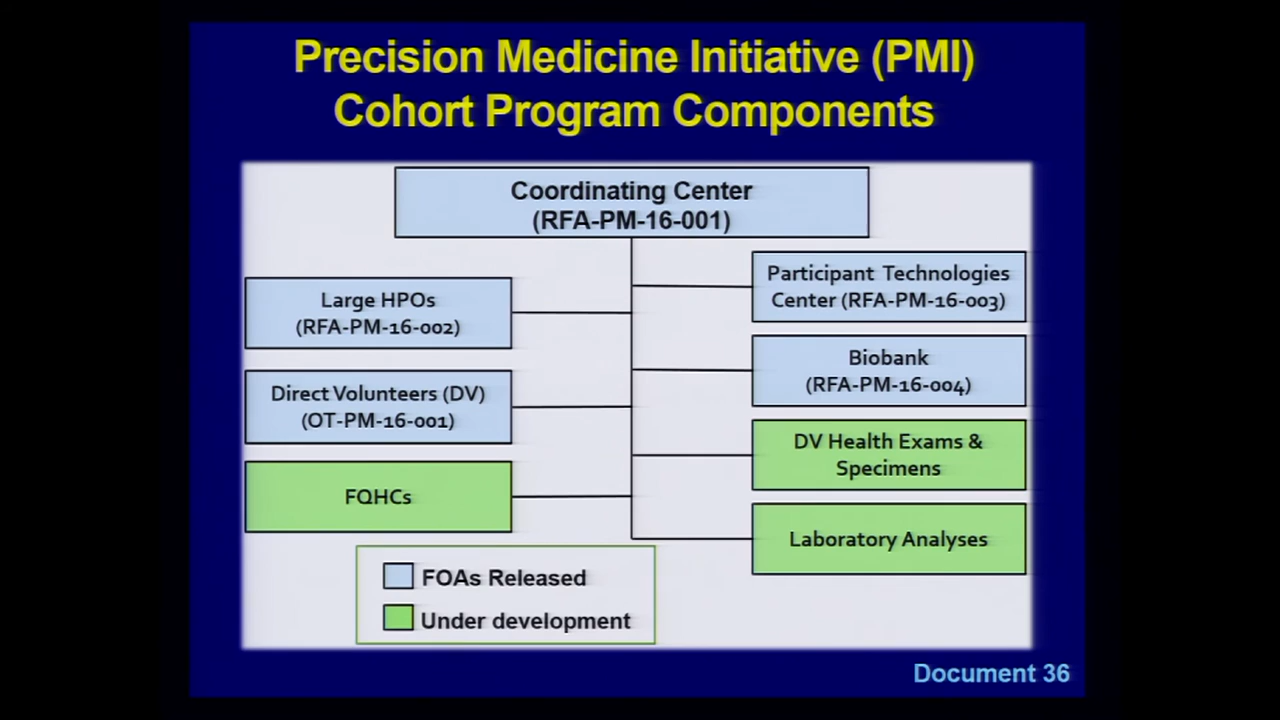 Precision Medicine Initiative (PMI)
Cohort Program Components
Coordinating Center
(RFA-PM-16-001)
Large HPOs
(RFA-PM-16-002)
Direct Volunteers (DV)
(OT-PM-16-001)
FQHCs
Participant Technologies
Center (RFA-PM-16-003)
Biobank
(RFA-PM-16-004)
DV Health Exams &
Specimens
Laboratory Analyses
FOAs Released
Under development
Document 36